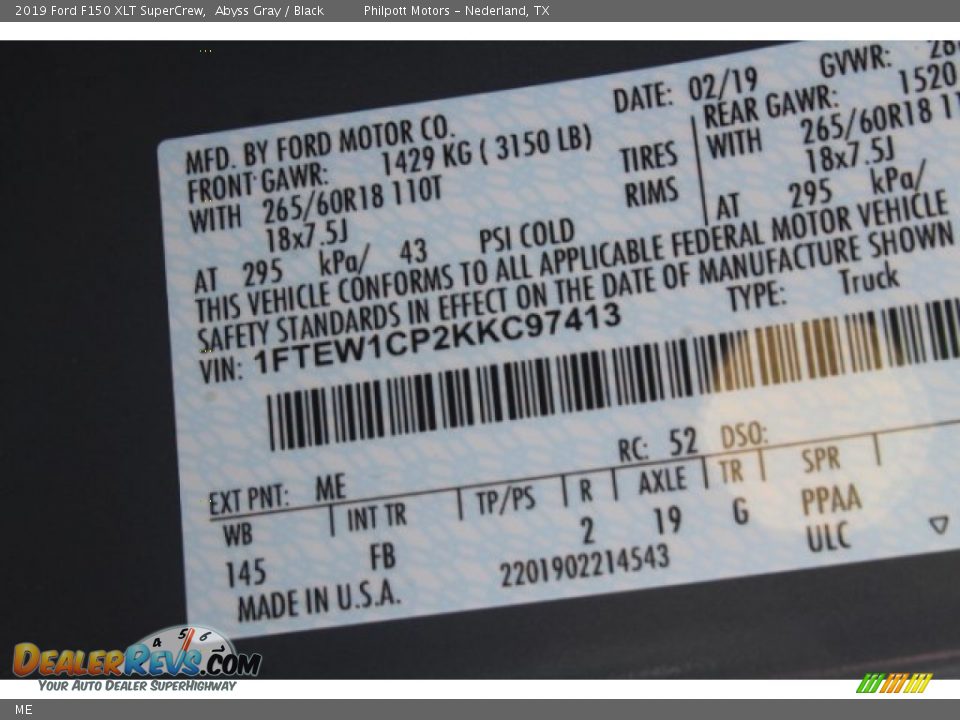 2019 Ford F150 XLT SuperCrew,  Abyss Gray / Black    Philpott Motors - Nederland, TX
MFD. BY FORD MOTOR CO.    DATE: 02/19    GVWR:
FRONT GAWR: 1429 KG ( 3150 LB)    REAR GAWR: 1520
WITH 265/60R18 110T TIRES    WITH 265/60R18
18x7.5J RIMS    18x7.5J
AT 295 kPa/ 43 PSI COLD    AT 295 kPa/
THIS VEHICLE CONFORMS TO ALL APPLICABLE FEDERAL MOTOR VEHICLE
SAFETY STANDARDS IN EFFECT ON THE DATE OF MANUFACTURE SHOWN
VIN: 1FTEW1CP2KKC97413    TYPE: Truck
EXT PNT: ME    RC: 52 DSO:
WB INT TR TP/PS R AXLE TR SPR
145 FB 2 19 G PPAA
MADE IN U.S.A. 2201902214543 ULC
4 5 6
DEALERREVS.COM
YOUR AUTO DEALER SUPERHIGHWAY
ME